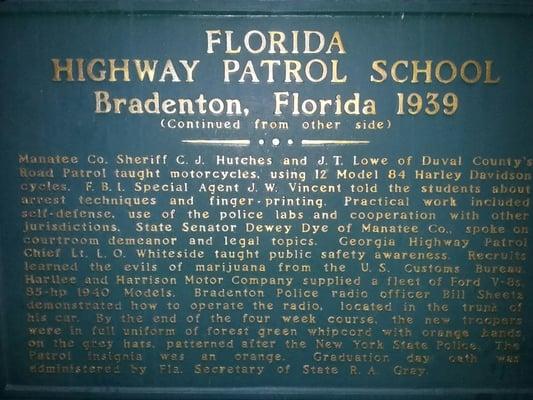 FLORIDA
HIGHWAY PATROL SCHOOL
Bradenton, Florida 1939
(Continued from other side)
Manatee Co. Sheriff C. J. Hutches and J. T. Lowe of Duval County's
Road Patrol taught motorcycles, using 12 Model 84 Harley Davidson
cycles. F. B. I. Special Agent J. W. Vincent told the students about
arrest techniques and finger-printing. Practical work included
self-defense, use of the police labs and cooperation with other
jurisdictions. State Senator Dewey Dye of Manatee Co., spoke on
courtroom demeanor and legal topics. Georgia Highway Patrol
Chief Lt. L. O. Whiteside taught public safety awareness. Recruits
learned the evils of marijuana from the U. S. Customs Bureau.
Harllee and Harrison Motor Company supplied a fleet of Ford V-8s,
85-hp 1940 Models. Bradenton Police radio officer Bill Sheetz
demonstrated how to operate the radio, located in the trunk of
his car. By the end of the four week course, the new troopers
were in full uniform of forest green whipcord with orange bands
on the grey hats, patterned after the New York State Police. The
Patrol insignia was an orange. Graduation day oath was
administered by Fla. Secretary of State R. A. Gray.